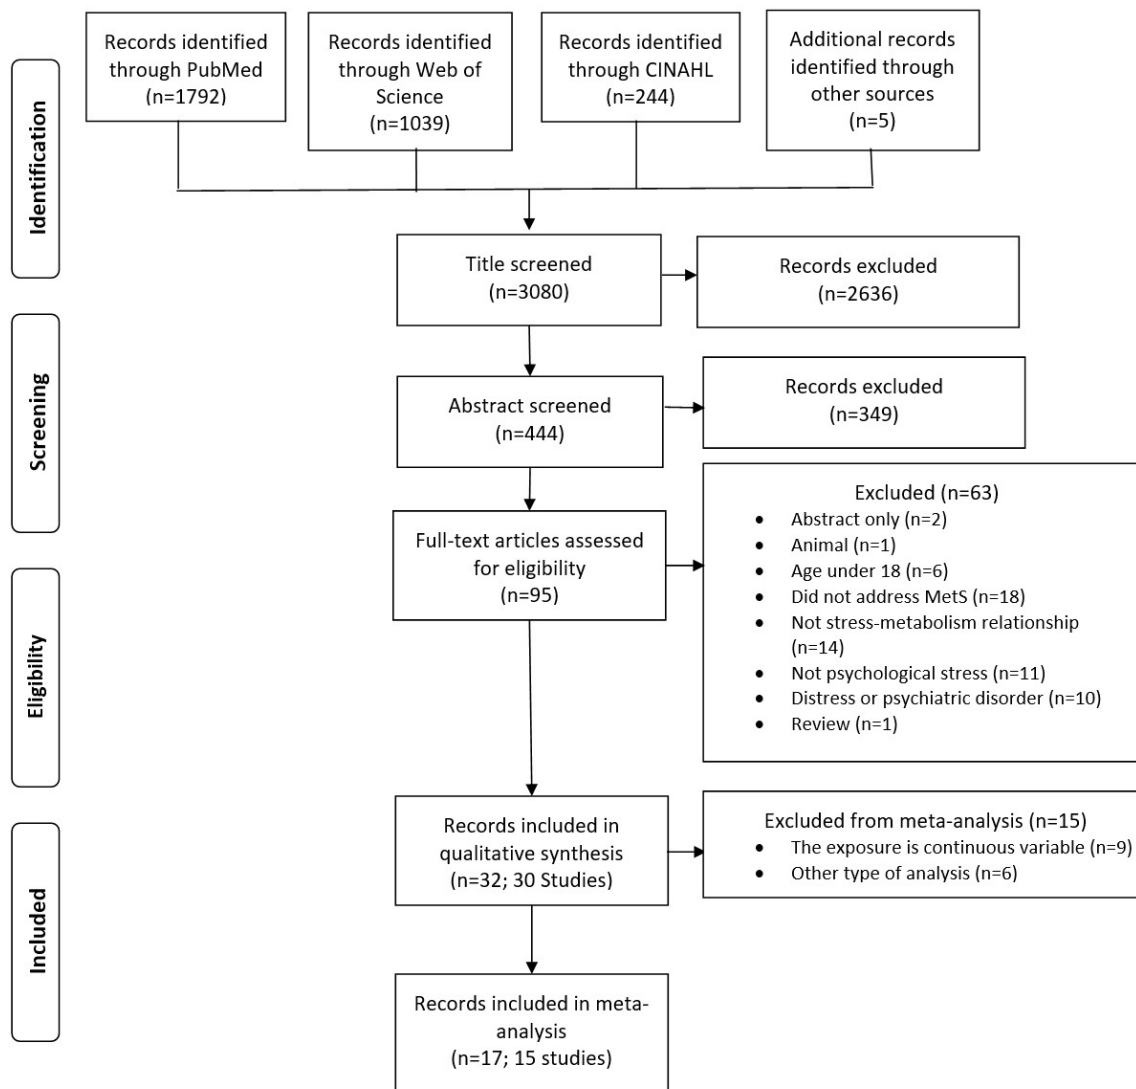 Records identified
through PubMed
(n=1792)
Records identified
through Web of
Science
(n=1039)
Records identified
through CINAHL
(n=244)
Additional records
identified through
other sources
(n=5)
Identification
Title screened
(n=3080)
Records excluded
(n=2636)
Screening
Abstract screened
(n=444)
Records excluded
(n=349)
Eligibility
Full-text articles assessed
for eligibility
(n=95)
Excluded (n=63)
• Abstract only (n=2)
• Animal (n=1)
• Age under 18 (n=6)
• Did not address MetS (n=18)
• Not stress-metabolism relationship
(n=14)
• Not psychological stress (n=11)
• Distress or psychiatric disorder (n=10)
• Review (n=1)
Included
Records included in
qualitative synthesis
(n=32; 30 Studies)
Excluded from meta-analysis (n=15)
• The exposure is continuous variable (n=9)
• Other type of analysis (n=6)
Records included in meta-
analysis
(n=17; 15 studies)